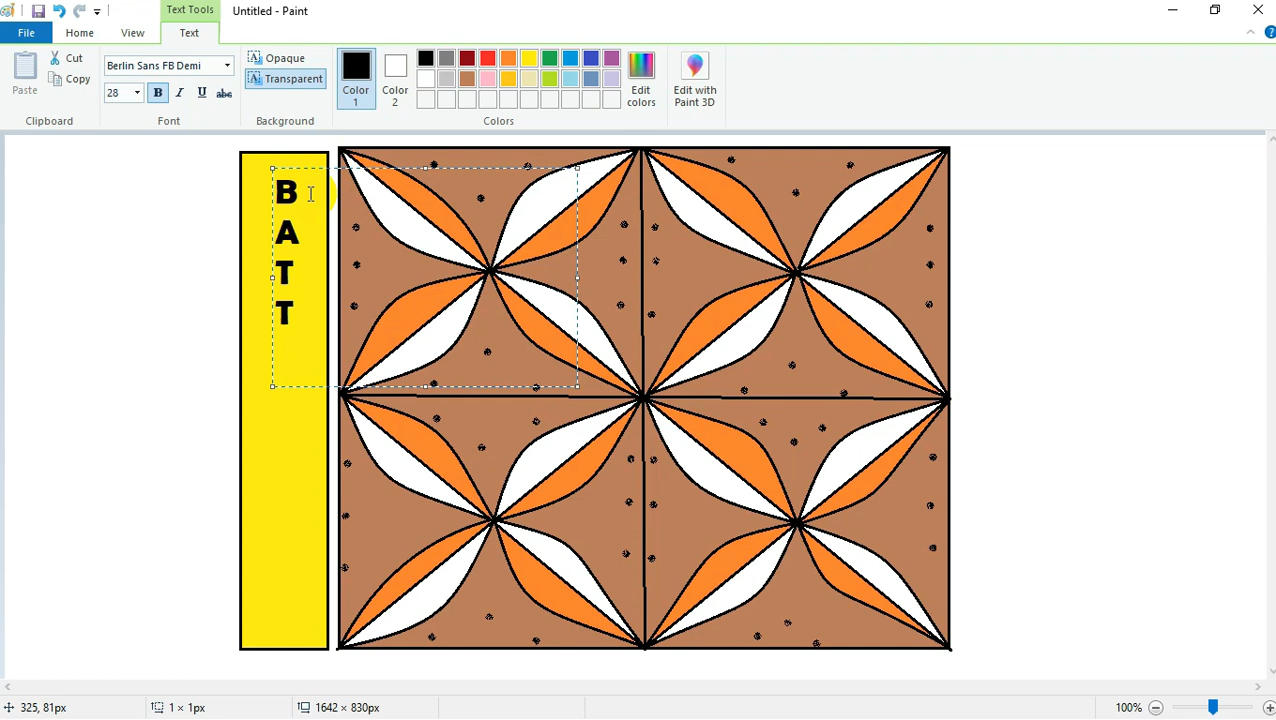 Text Tools
Untitled - Paint
File
Home
View
Text
Paste
Cut
Copy
Clipboard
Berlin Sans FB Demi
28
B
I
U
abc
Font
Opaque
Transparent
Background
Color
1
Color
2
Edit
colors
Edit with
Paint 3D
Colors
B
A
T
T
325, 81px
1 × 1px
1642 × 830px
100%